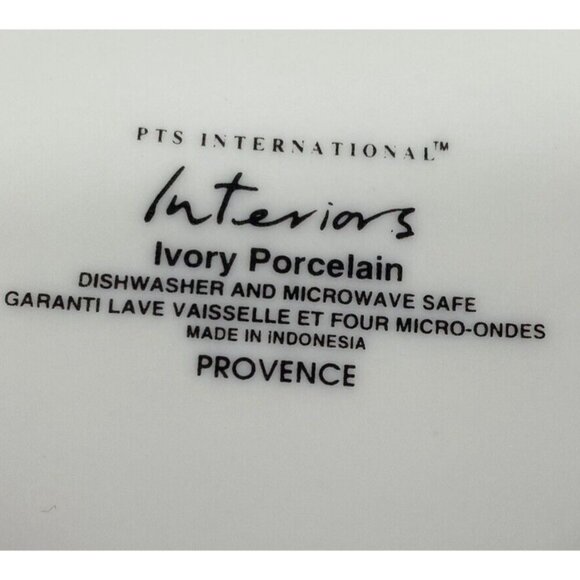 PTS INTERNATIONAL™
Interiors
Ivory Porcelain
DISHWASHER AND MICROWAVE SAFE
GARANTI LAVE VAISSELLE ET FOUR MICRO-ONDES
MADE IN iNDONESIA
PROVENCE